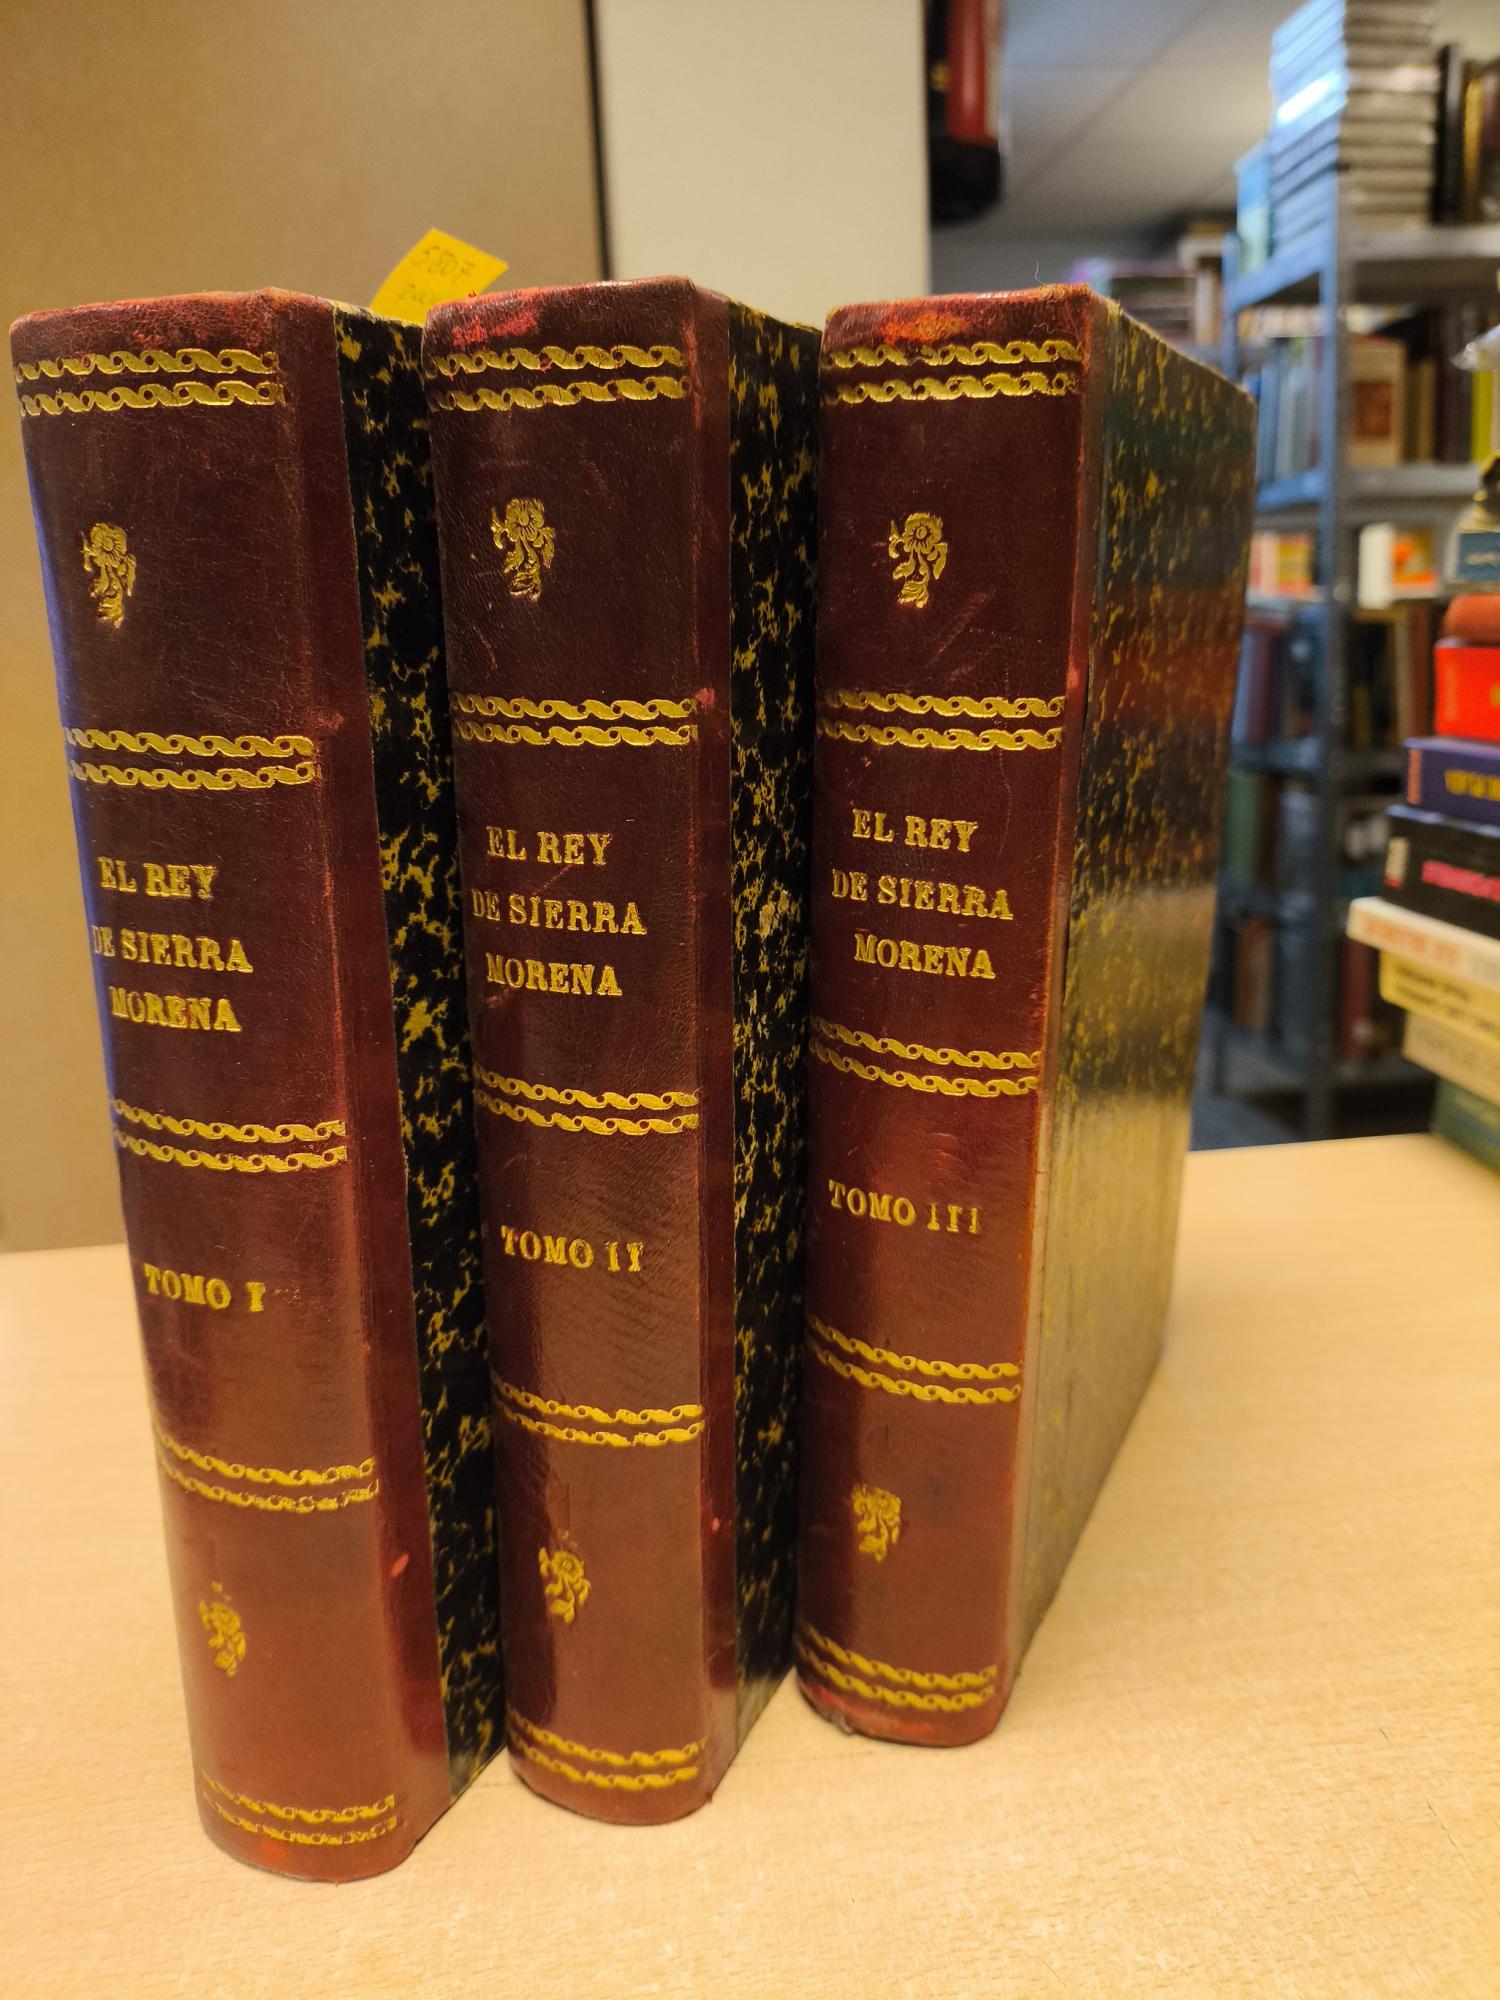 5807
EL REY
DE SIERRA
MORENA
TOMO I
EL REY
DE SIERRA
MORENA
TOMO II
EL REY
DE SIERRA
MORENA
TOMO III